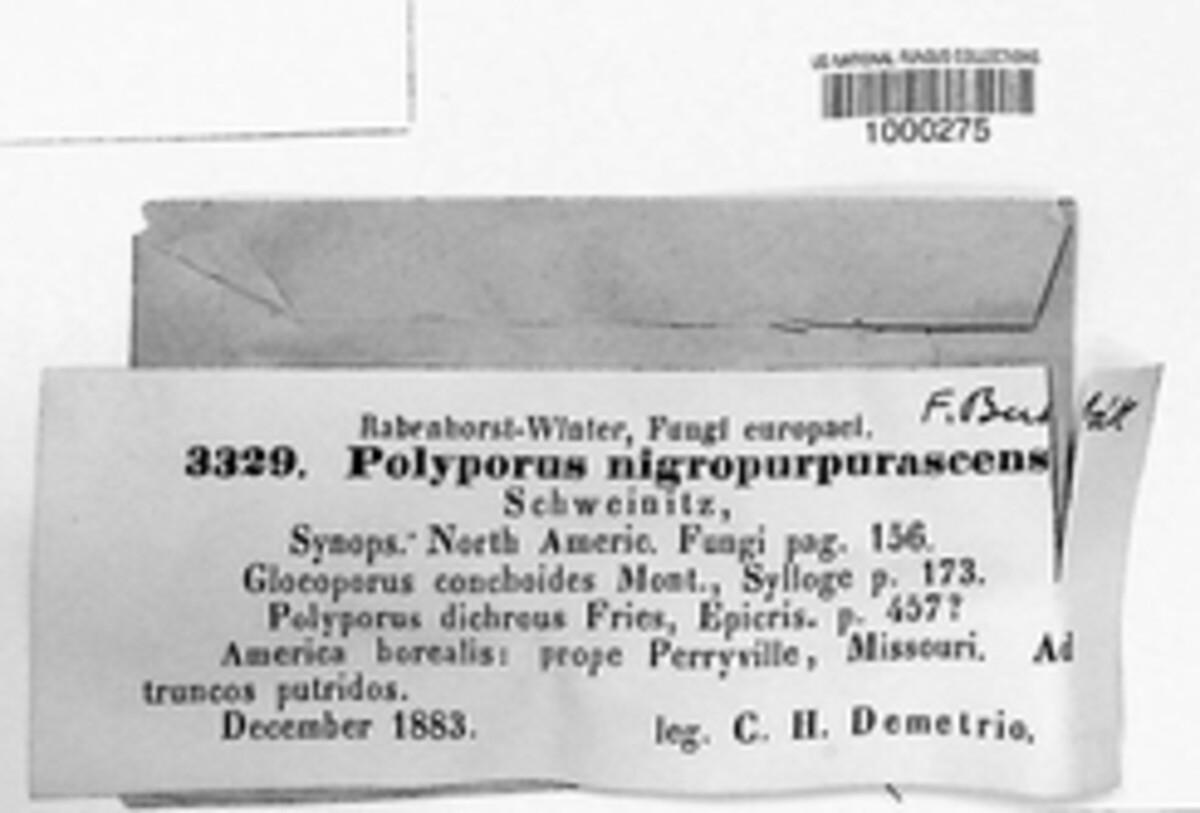 US NATIONAL FUNGUS COLLECTIONS
1000275
F.
Rabenhorst-Winter, Fungi europaei.
3329. Polyporus nigropurpurascens
Schweinitz,
Synops. North Americ. Fungi pag. 156.
Gloeoporus conchoides Mont., Sylloge p. 173.
Polyporus dichrous Fries, Epicris. p. 457?
America borealis: prope Perryville, Missouri. Ad
truncos putridos.
December 1883. leg. C. H. Demetrio.